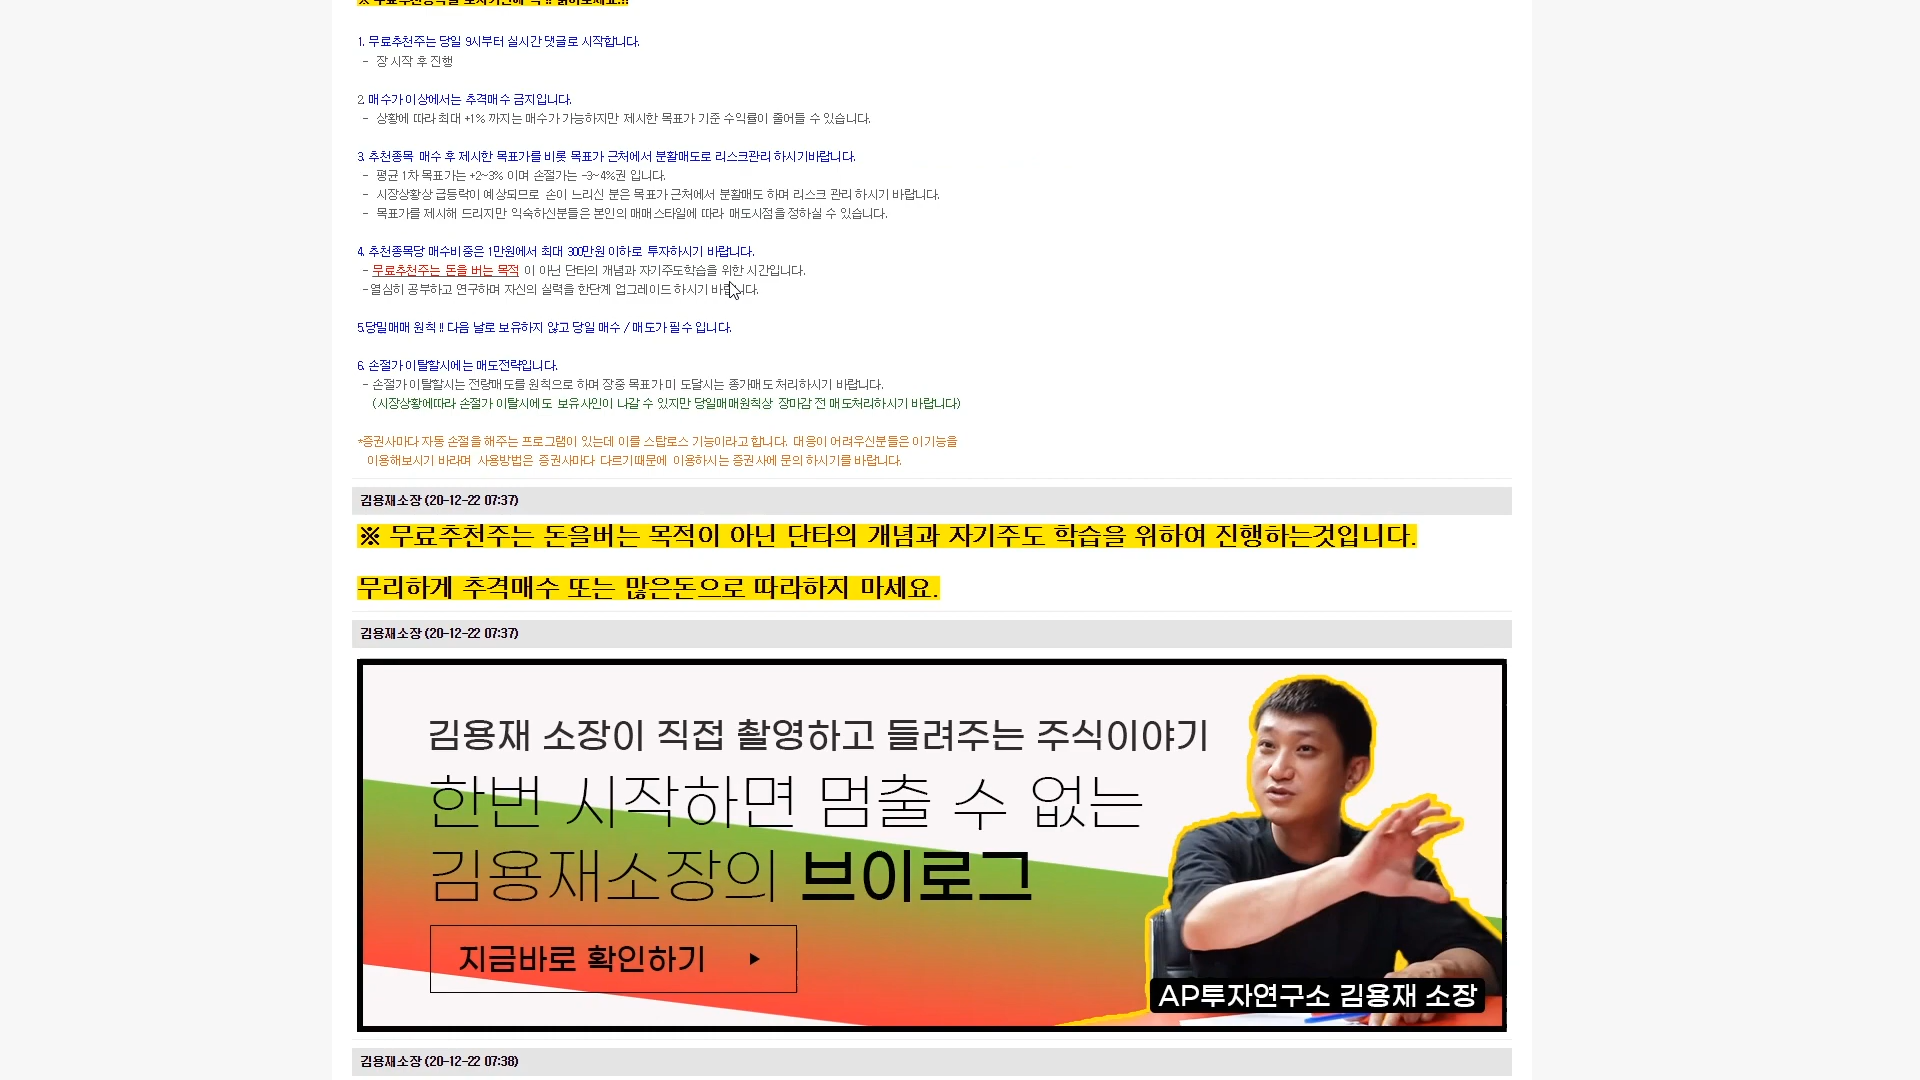 ※ 무료추천종목을 보시기전에 꼭 !! 읽어보세요.!!
1. 무료추천주는 당일 9시부터 실시간 댓글로 시작합니다.
- 장 시작 후 진행
2. 매수가 이상에서는 추격매수 금지입니다.
- 상황에 따라 최대 +1% 까지는 매수가 가능하지만 제시한 목표가 기준 수익률이 줄어들 수 있습니다.
3. 추천종목 매수 후 제시한 목표가를 비롯 목표가 근처에서 분활매도로 리스크관리 하시기바랍니다.
- 평균 1차 목표가는 +2~3% 이며 손절가는 -3~4%권 입니다.
- 시장상황상 급등락이 예상되므로 손이 느리신 분은 목표가 근처에서 분활매도 하며 리스크 관리 하시기 바랍니다.
- 목표가를 제시해 드리지만 익숙하신분들은 본인의 매매스타일에 따라 매도시점을 정하실 수 있습니다.
4. 추천종목당 매수비중은 1만원에서 최대 300만원 이하로 투자하시기 바랍니다.
- 무료추천주는 돈을 버는 목적 이 아닌 단타의 개념과 자기주도학습을 위한 시간입니다.
-열심히 공부하고 연구하며 자신의 실력을 한단계 업그레이드 하시기 바랍니다.
5.당일매매 원칙 !! 다음 날로 보유하지 않고 당일 매수 / 매도가 필수 입니다.
6. 손절가 이탈할시에는 매도전략입니다.
- 손절가 이탈할시는 전량매도를 원칙으로 하며 장중 목표가 미 도달시는 종가매도 처리하시기 바랍니다.
(시장상황에따라 손절가 이탈시에도 보유사인이 나갈 수 있지만 당일매매원칙상 장마감 전 매도처리하시기 바랍니다)
*증권사마다 자동 손절을 해주는 프로그램이 있는데 이를 스탑로스 기능이라고 합니다. 대응이 어려우신분들은 이기능을
이용해보시기 바라며 사용방법은 증권사마다 다르기때문에 이용하시는 증권사에 문의 하시기를 바랍니다.
김용재소장 (20-12-22 07:37)
※ 무료추천주는 돈을버는 목적이 아닌 단타의 개념과 자기주도 학습을 위하여 진행하는것입니다.
무리하게 추격매수 또는 많은돈으로 따라하지 마세요.
김용재소장 (20-12-22 07:37)
김용재 소장이 직접 촬영하고 들려주는 주식이야기
한번 시작하면 멈출 수 없는
김용재소장의 브이로그
지금바로 확인하기
AP투자연구소 김용재 소장
김용재소장 (20-12-22 07:38)